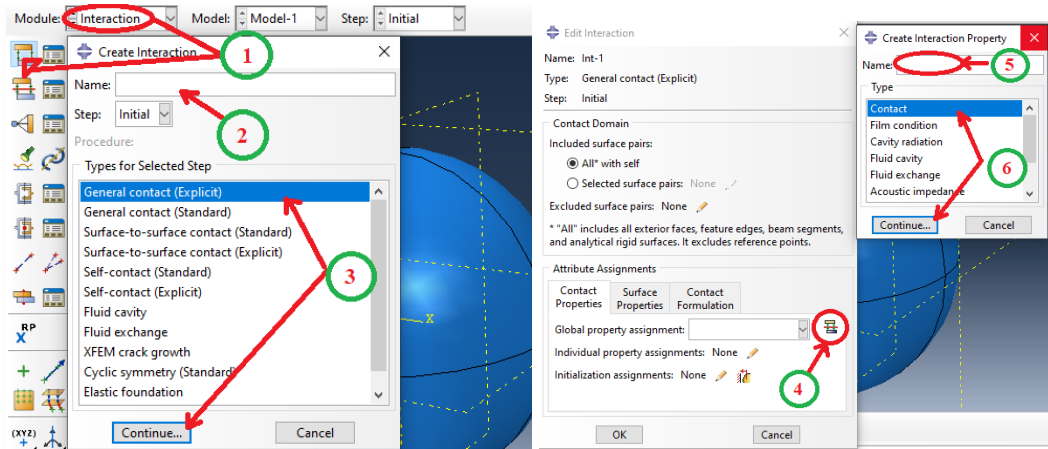 Module: Interaction Model: Model-1 Step: Initial
Create Interaction
1
Name:
Step: Initial
2
Procedure:
Types for Selected Step
General contact (Explicit)
General contact (Standard)
Surface-to-surface contact (Standard)
Surface-to-surface contact (Explicit)
Self-contact (Standard)
Self-contact (Explicit)
Fluid cavity
Fluid exchange
XFEM crack growth
Cyclic symmetry (Standard)
Elastic foundation
3
Continue... Cancel
RP
(XYZ)
X
Edit Interaction
Name: Int-1
Type: General contact (Explicit)
Step: Initial
Contact Domain
Included surface pairs:
All* with self
Selected surface pairs: None
Excluded surface pairs: None
* "All" includes all exterior faces, feature edges, beam segments,
and analytical rigid surfaces. It excludes reference points.
Attribute Assignments
Contact Properties
Surface Properties
Contact Formulation
Global property assignment:
Individual property assignments: None
Initialization assignments: None
4
OK Cancel
Create Interaction Property
Name:
5
Type
Contact
Film condition
Cavity radiation
Fluid cavity
Fluid exchange
Acoustic impedance
6
Continue... Cancel